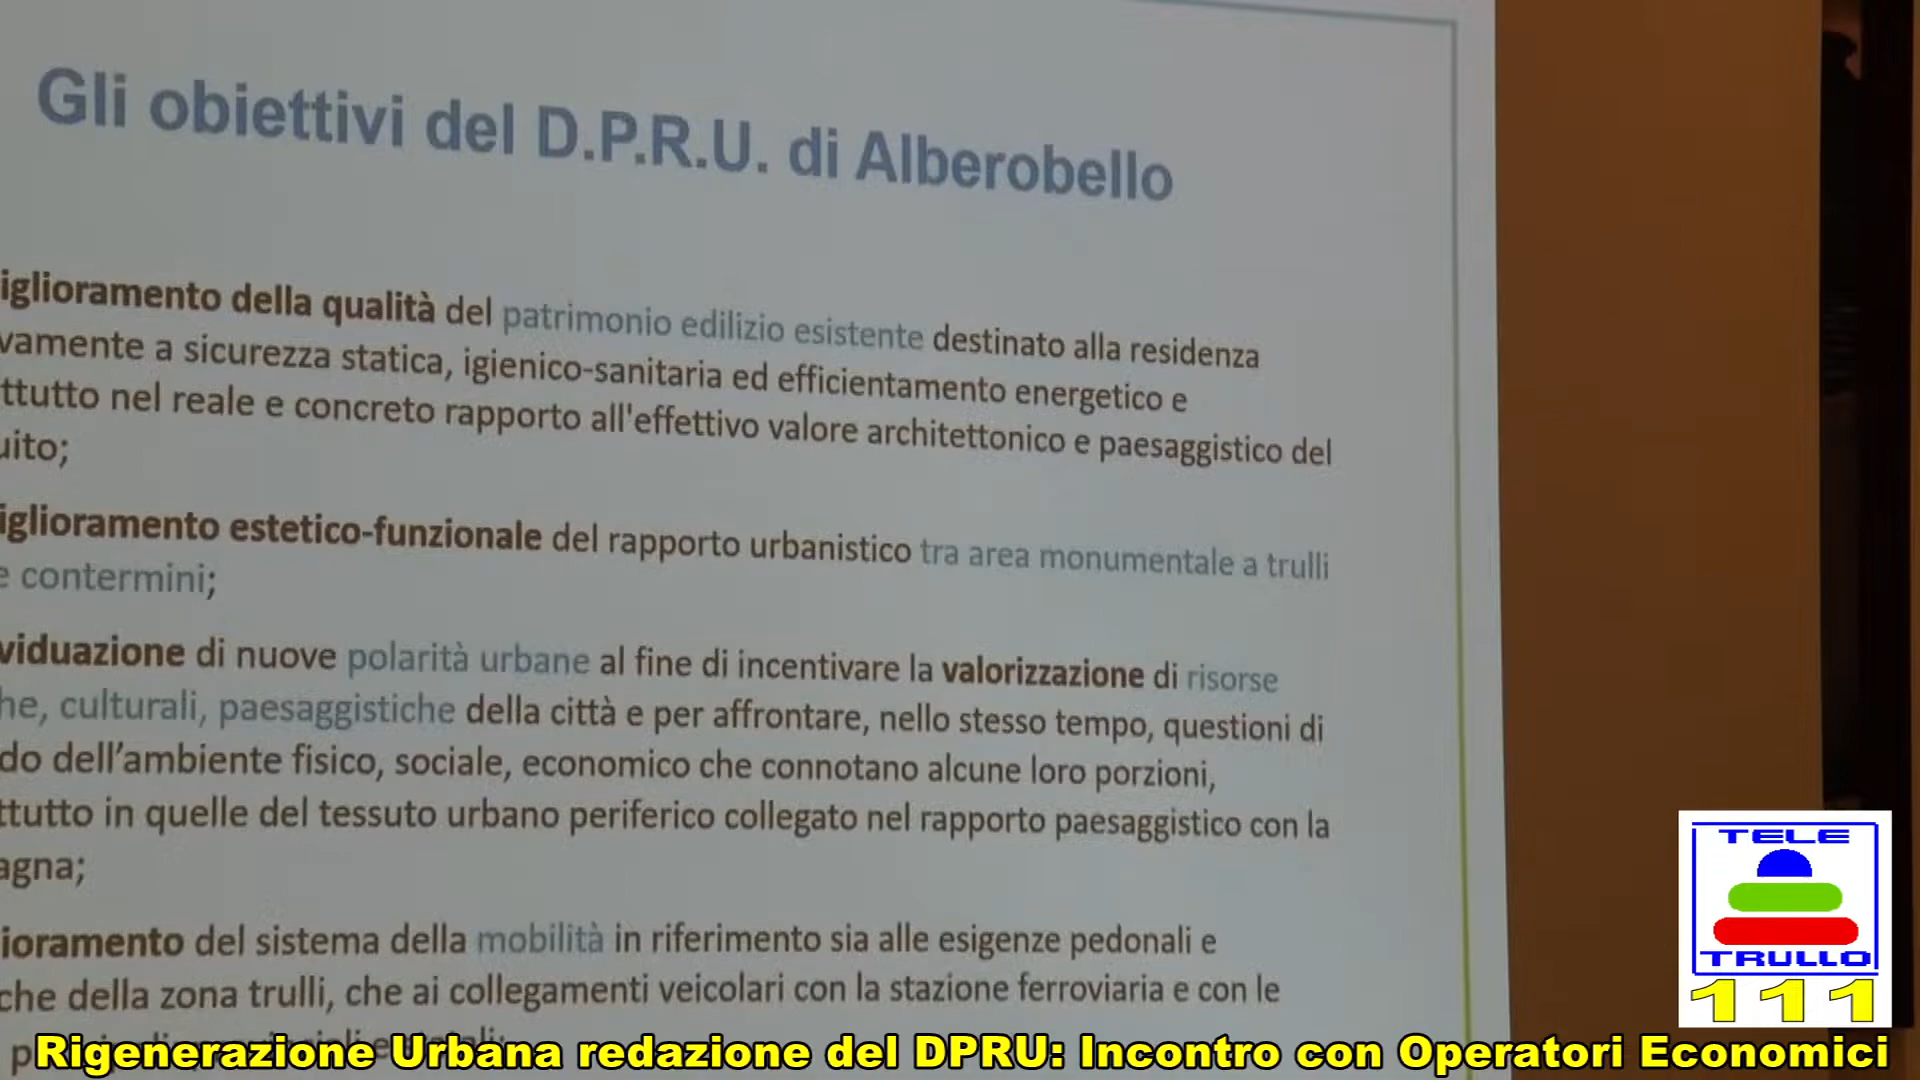 Gli obiettivi del D.P.R.U. di Alberobello
iglioramento della qualità del patrimonio edilizio esistente destinato alla residenza
vamente a sicurezza statica, igienico-sanitaria ed efficientamento energetico e
ttutto nel reale e concreto rapporto all'effettivo valore architettonico e paesaggistico del
uito;
iglioramento estetico-funzionale del rapporto urbanistico tra area monumentale a trulli
e contermini;
viduazione di nuove polarità urbane al fine di incentivare la valorizzazione di risorse
he, culturali, paesaggistiche della città e per affrontare, nello stesso tempo, questioni di
do dell’ambiente fisico, sociale, economico che connotano alcune loro porzioni,
ttutto in quelle del tessuto urbano periferico collegato nel rapporto paesaggistico con la
agna;
ioramento del sistema della mobilità in riferimento sia alle esigenze pedonali e
che della zona trulli, che ai collegamenti veicolari con la stazione ferroviaria e con le
TELE
TRULLO
111
Rigenerazione Urbana redazione del DPRU: Incontro con Operatori Economici